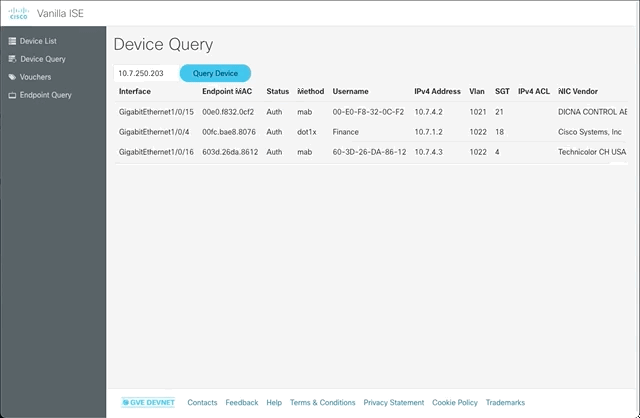 CISCO Vanilla ISE
Device List
Device Query
Vouchers
Endpoint Query
Device Query
10.7.250.203 Query Device
Interface Endpoint MAC Status Method Username IPv4 Address Vlan SGT IPv4 ACL NIC Vendor
GigabitEthernet1/0/15 00e0.f832.0cf2 Auth mab 00-E0-F8-32-0C-F2 10.7.4.2 1021 21 DICNA CONTROL AE
GigabitEthernet1/0/4 00fc.bae8.8076 Auth dot1x Finance 10.7.1.2 1022 18 Cisco Systems, Inc
GigabitEthernet1/0/16 603d.26da.8612 Auth mab 60-3D-26-DA-86-12 10.7.4.3 1022 4 Technicolor CH USA
GVE DEVNET Contacts Feedback Help Terms & Conditions Privacy Statement Cookie Policy Trademarks